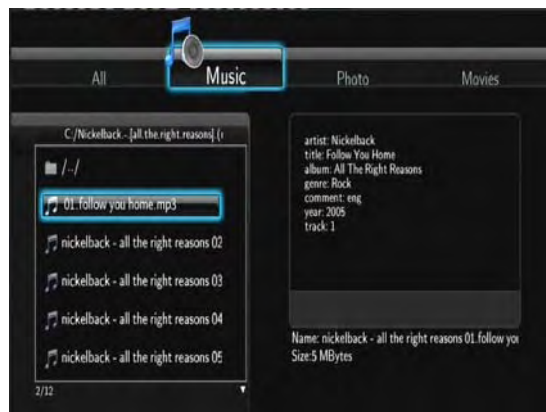 All Music Photo Movies
C:/Nickelback.-.[all.the.right.reasons].(
/../
01.follow you home.mp3
nickelback - all the right reasons 02
nickelback - all the right reasons 03
nickelback - all the right reasons 04
nickelback - all the right reasons 05
2/12
artist: Nickelback
title: Follow You Home
album: All The Right Reasons
genre: Rock
comment: eng
year: 2005
track: 1
Name: nickelback - all the right reasons 01.follow you
Size:5 MBytes